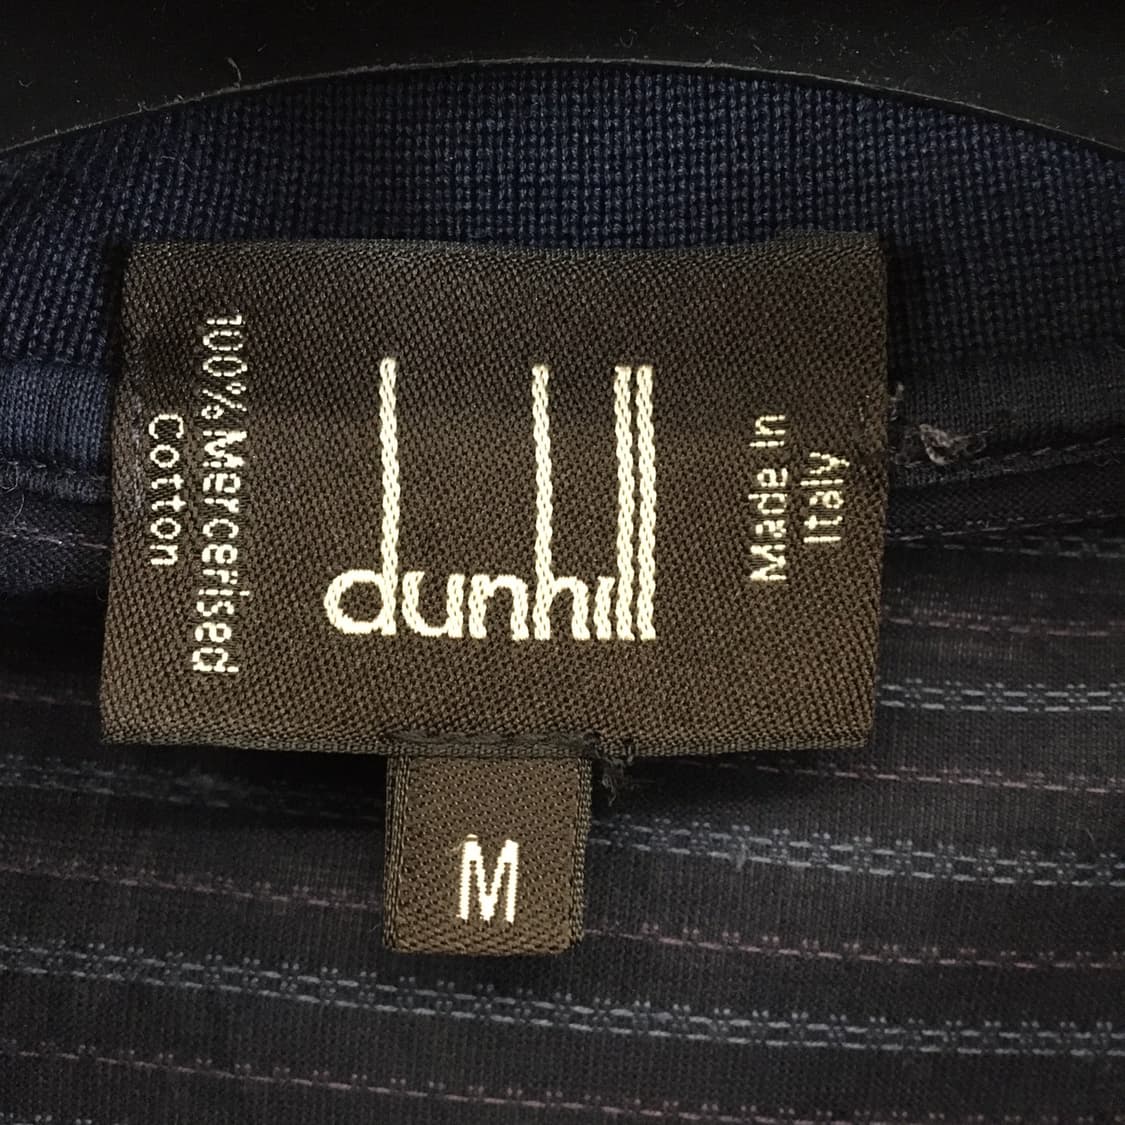 100% Mercerised
Cotton
dunhill
Made In
Italy
M